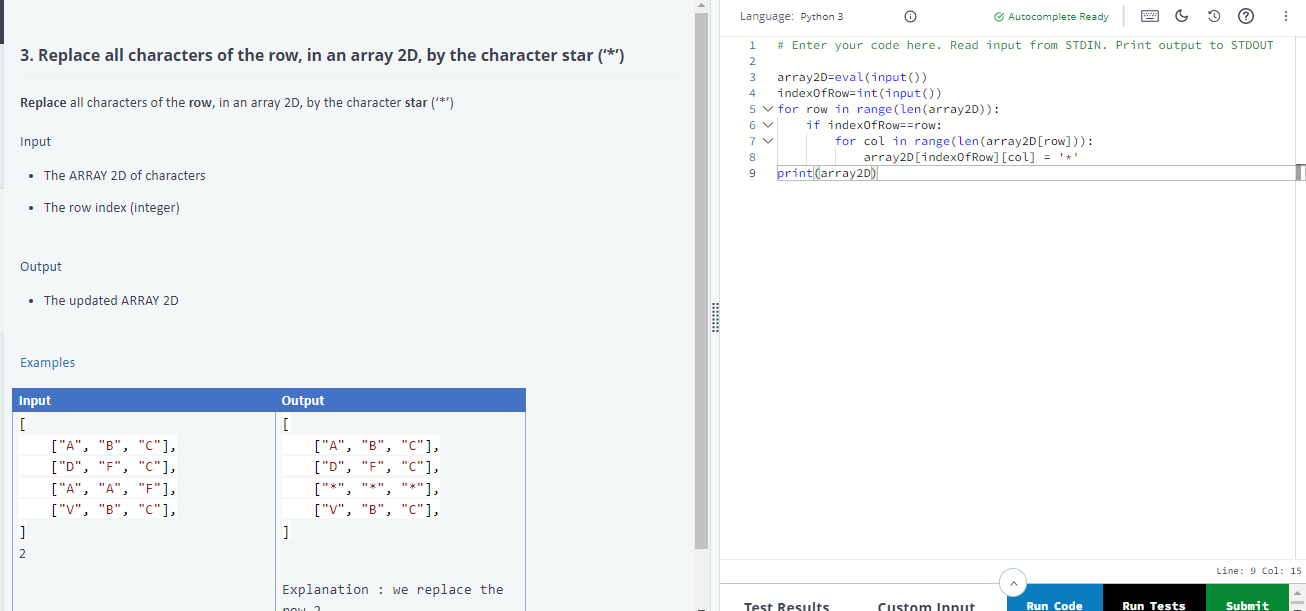 3. Replace all characters of the row, in an array 2D, by the character star (‘*’)
Replace all characters of the row, in an array 2D, by the character star (‘*’)
Input
• The ARRAY 2D of characters
• The row index (integer)
Output
• The updated ARRAY 2D
Examples
Input Output
[
["A", "B", "C"],
["D", "F", "C"],
["A", "A", "F"],
["V", "B", "C"],
]
2
[
["A", "B", "C"],
["D", "F", "C"],
["*", "*", "*"],
["V", "B", "C"],
]
Explanation : we replace the
row 2
Language: Python 3
Autocomplete Ready
1 # Enter your code here. Read input from STDIN. Print output to STDOUT
2
3 array2D=eval(input())
4 indexOfRow=int(input())
5 for row in range(len(array2D)):
6     if indexOfRow==row:
7         for col in range(len(array2D[row])):
8             array2D[indexOfRow][col] = '*'
9 print(array2D)
Line: 9 Col: 15
Test Results Custom Input Run Code Run Tests Submit